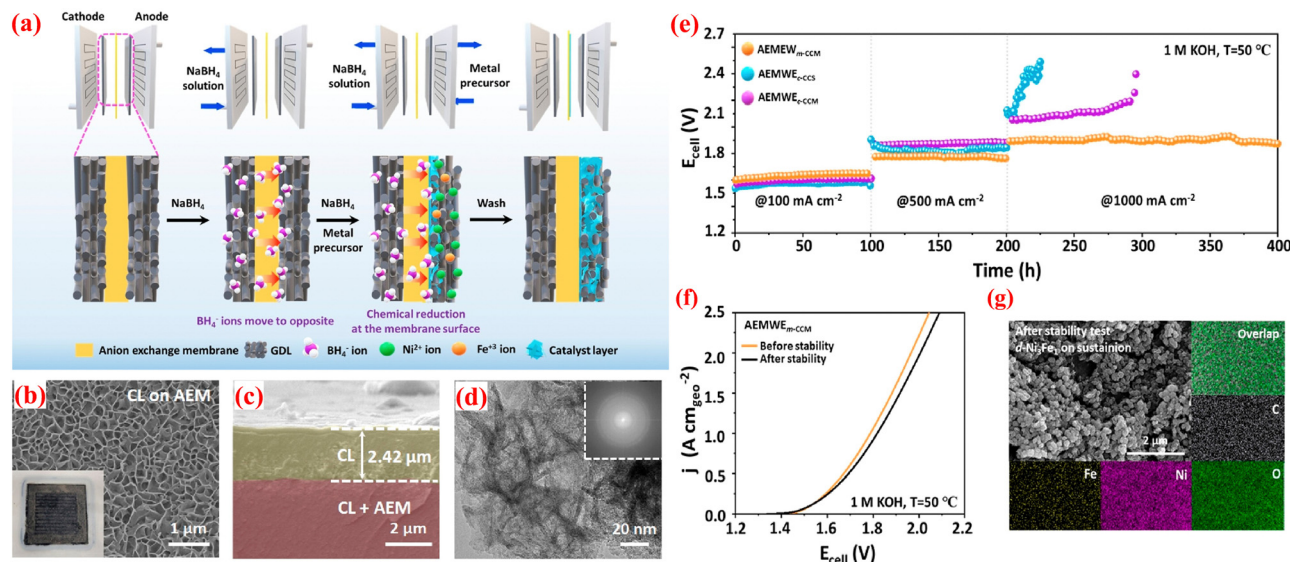 (a)
Cathode
Anode
NaBH4
solution
NaBH4
solution
Metal
precursor
NaBH4
NaBH4
Metal
precursor
Wash
BH4- ions move to opposite
Chemical reduction
at the membrane surface
Anion exchange membrane
GDL
BH4- ion
Ni2+ ion
Fe+3 ion
Catalyst layer
(b)
CL on AEM
1 μm
(c)
CL
2.42 μm
CL + AEM
2 μm
(d)
20 nm
(e)
2.7
2.4
2.1
1.8
1.5
1.2
Ecell (V)
AEMEWm-CCM
AEMWEc-CCS
AEMWEc-CCM
1 M KOH, T=50 ℃
@100 mA cm-2
@500 mA cm-2
@1000 mA cm-2
0 50 100 150 200 250 300 350 400
Time (h)
(f)
2.5
2.0
1.5
1.0
0.5
0.0
j (A cmgeo-2)
AEMWEm-CCM
Before stability
After stability
1 M KOH, T=50 ℃
1.2 1.4 1.6 1.8 2.0 2.2
Ecell (V)
(g)
After stability test
d-Ni3Fe1 on sustainion
2 μm
Overlap
C
Fe
Ni
O